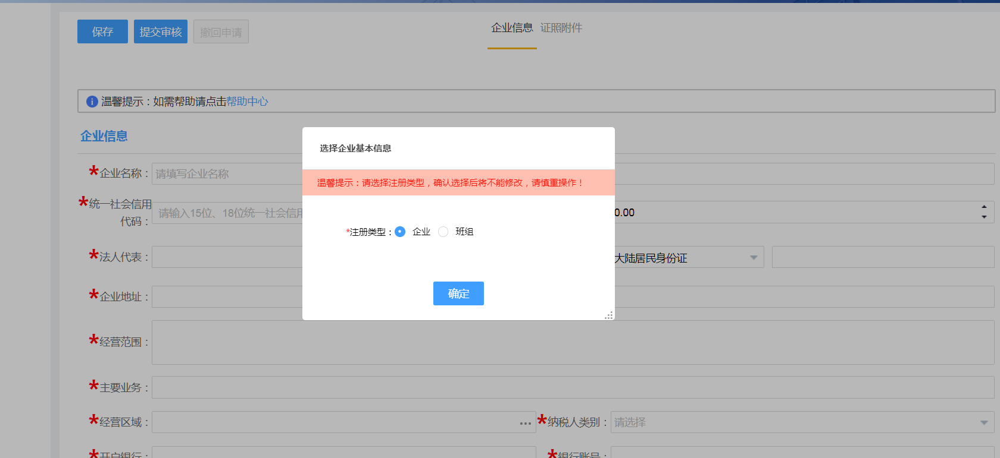 保存
提交审核
撤回申请
企业信息
证照附件
温馨提示：如需帮助请点击帮助中心
企业信息
选择企业基本信息
温馨提示：请选择注册类型，确认选择后将不能修改，请慎重操作！
*注册类型：
企业
班组
确定
*企业名称：
请填写企业名称
*统一社会信用
代码：
请输入15位、18位统一社会信用
0.00
*法人代表：
大陆居民身份证
*企业地址：
*经营范围：
*主要业务：
*经营区域：
*纳税人类别：
请选择
*开户银行：
*银行账号：